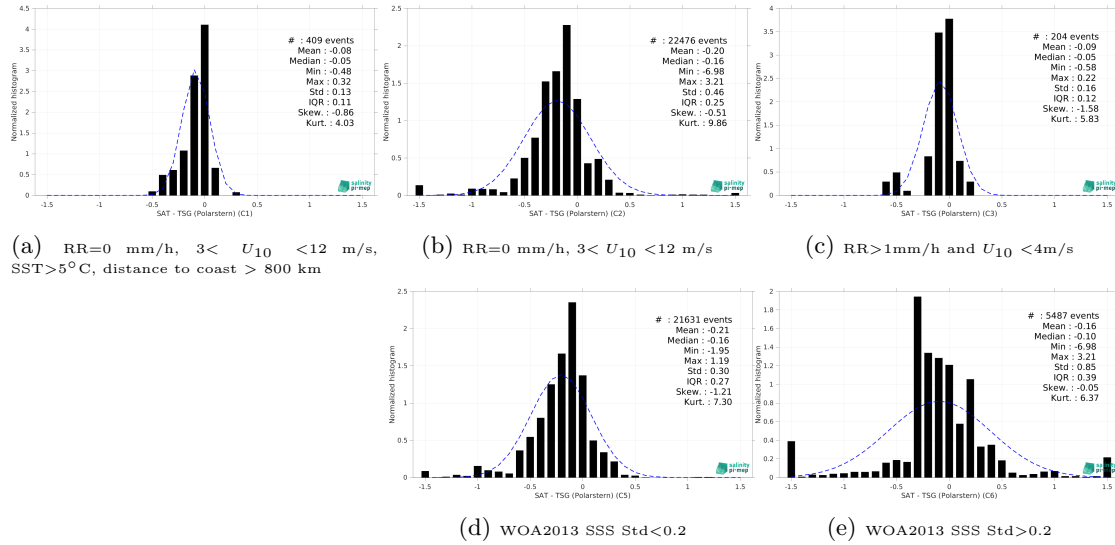 4.5
4
3.5
3
2.5
2
1.5
1
0.5
0
Normalized histogram
# : 409 events
Mean : -0.08
Median : -0.05
Min : -0.48
Max : 0.32
Std : 0.13
IQR : 0.11
Skew. : -0.86
Kurt. : 4.03
salinity
pi-mep
-1.5 -1 -0.5 0 0.5 1 1.5
SAT - TSG (Polarstern) (C1)
(a) RR=0 mm/h, 3< U10 <12 m/s,
SST>5°C, distance to coast > 800 km
2.5
2
1.5
1
0.5
0
Normalized histogram
# : 22476 events
Mean : -0.20
Median : -0.16
Min : -6.98
Max : 3.21
Std : 0.46
IQR : 0.25
Skew. : -0.51
Kurt. : 9.86
salinity
pi-mep
-1.5 -1 -0.5 0 0.5 1 1.5
SAT - TSG (Polarstern) (C2)
(b) RR=0 mm/h, 3< U10 <12 m/s
4
3.5
3
2.5
2
1.5
1
0.5
0
Normalized histogram
# : 204 events
Mean : -0.09
Median : -0.05
Min : -0.58
Max : 0.22
Std : 0.16
IQR : 0.12
Skew. : -1.58
Kurt. : 5.83
salinity
pi-mep
-1.5 -1 -0.5 0 0.5 1 1.5
SAT - TSG (Polarstern) (C3)
(c) RR>1mm/h and U10 <4m/s
2.5
2
1.5
1
0.5
0
Normalized histogram
# : 21631 events
Mean : -0.21
Median : -0.16
Min : -1.95
Max : 1.19
Std : 0.30
IQR : 0.27
Skew. : -1.21
Kurt. : 7.30
salinity
pi-mep
-1.5 -1 -0.5 0 0.5 1 1.5
SAT - TSG (Polarstern) (C5)
(d) WOA2013 SSS Std<0.2
2
1.8
1.6
1.4
1.2
1
0.8
0.6
0.4
0.2
0
Normalized histogram
# : 5487 events
Mean : -0.16
Median : -0.10
Min : -6.98
Max : 3.21
Std : 0.85
IQR : 0.39
Skew. : -0.05
Kurt. : 6.37
salinity
pi-mep
-1.5 -1 -0.5 0 0.5 1 1.5
SAT - TSG (Polarstern) (C6)
(e) WOA2013 SSS Std>0.2